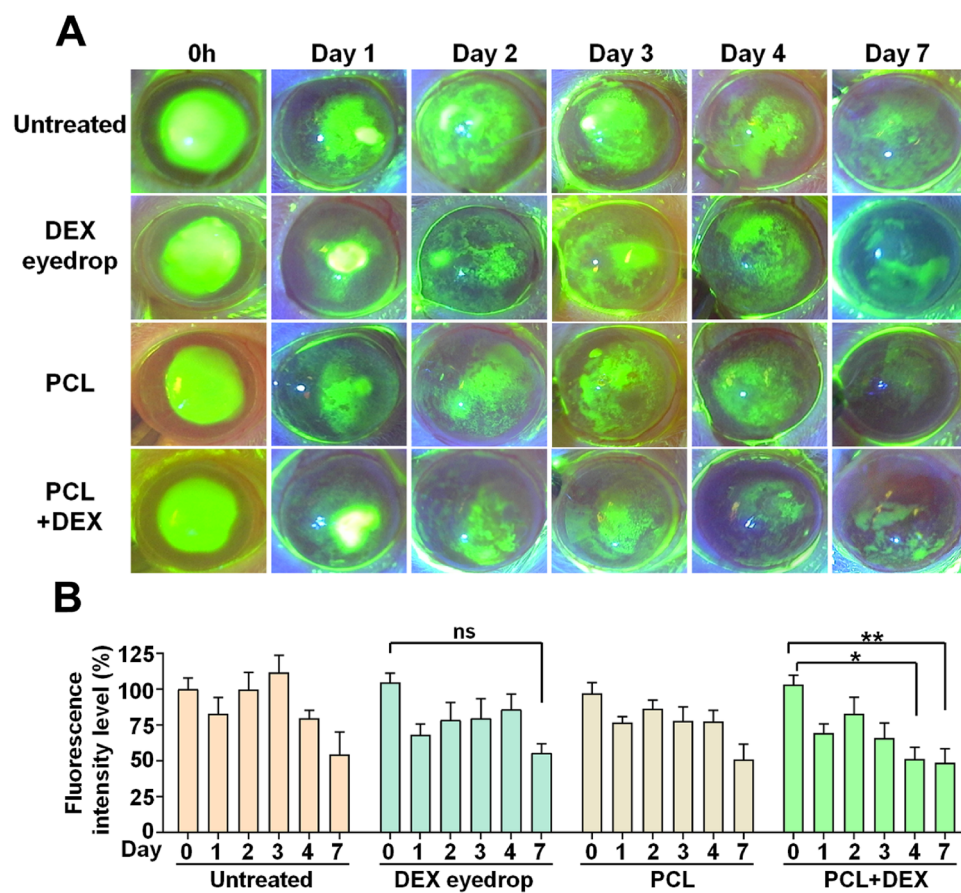 A
0h Day 1 Day 2 Day 3 Day 4 Day 7
Untreated
DEX
eyedrop
PCL
PCL
+DEX
B
Fluorescence
intensity level (%)
125
100
75
50
25
0
ns
**
*
Day 0 1 2 3 4 7 0 1 2 3 4 7 0 1 2 3 4 7 0 1 2 3 4 7
Untreated DEX eyedrop PCL PCL+DEX